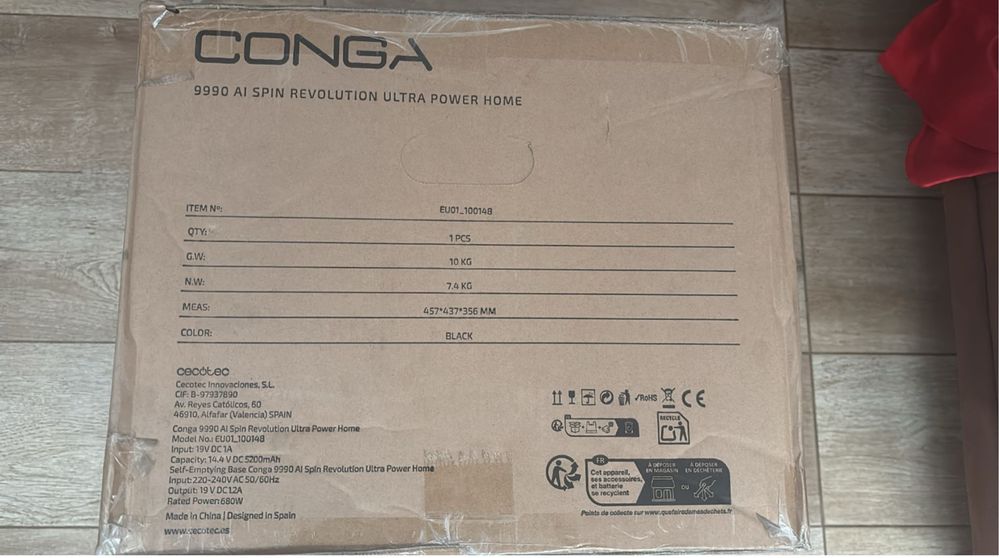 CONGA
9990 AI SPIN REVOLUTION ULTRA POWER HOME
ITEM Nº: EU01_100148
QTY: 1 PCS
G.W: 10 KG
N.W: 7.4 KG
MEAS: 457*437*356 MM
COLOR: BLACK
cecotec
Cecotec Innovaciones, S.L.
CIF: B-97937890
Av. Reyes Católicos, 60
46910, Alfafar (Valencia) SPAIN
Conga 9990 AI Spin Revolution Ultra Power Home
Model No.: EU01_100148
Input: 19V DC 1A
Capacity: 14.4 V DC 5200mAh
Self-Emptying Base Conga 9990 AI Spin Revolution Ultra Power Home
Input: 220-240V AC 50/60Hz
Output: 19 V DC 1.2A
Rated Power: 680W
Made in China | Designed in Spain
www.cecotec.es
RoHS CE
RECYCLE
FR
Cet appareil,
ses accessoires,
et batterie
se recyclent
À DÉPOSER
EN MAGASIN
OU
À DÉPOSER
EN DÉCHÈTERIE
Points de collecte sur www.quefairedemesdechets.fr